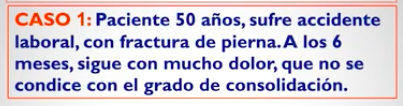 CASO 1: Paciente 50 años, sufre accidente
laboral, con fractura de pierna. A los 6
meses, sigue con mucho dolor, que no se
condice con el grado de consolidación.